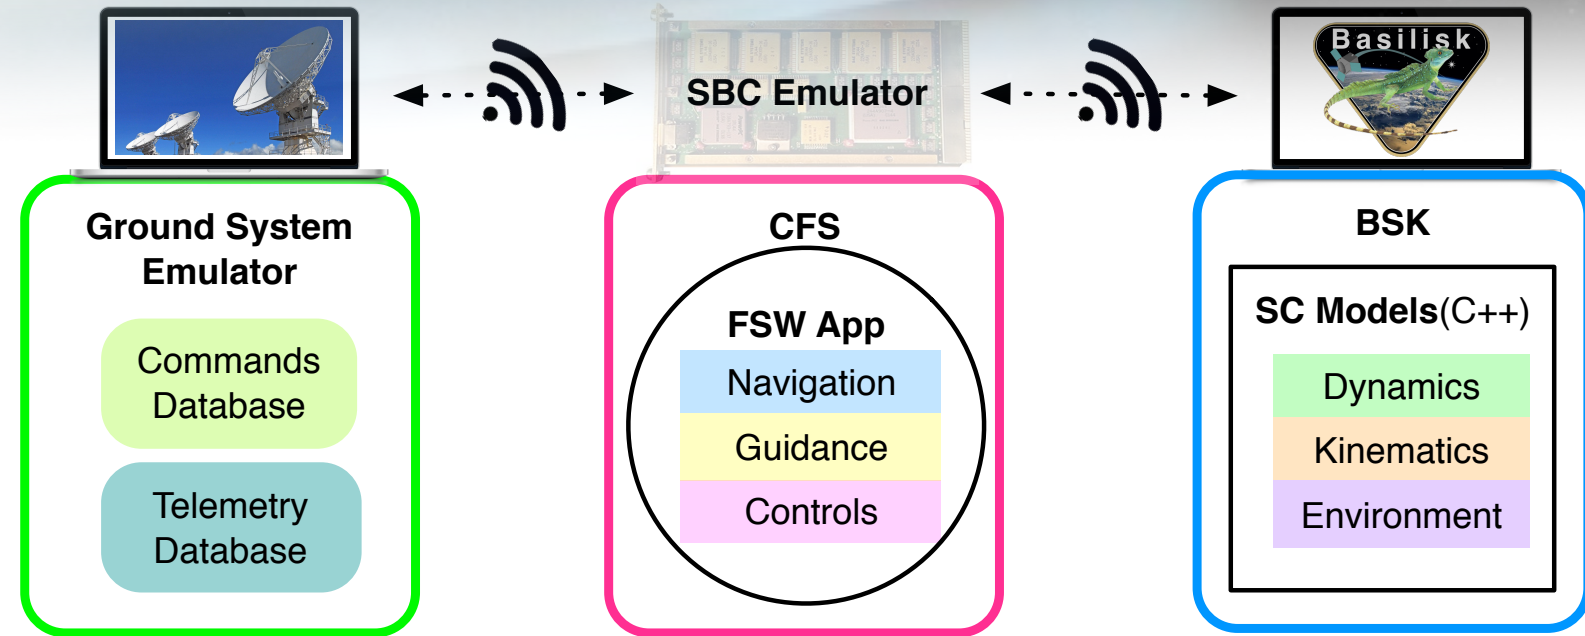 Basilisk
SBC Emulator
Ground System
Emulator
Commands
Database
Telemetry
Database
CFS
FSW App
Navigation
Guidance
Controls
BSK
SC Models(C++)
Dynamics
Kinematics
Environment